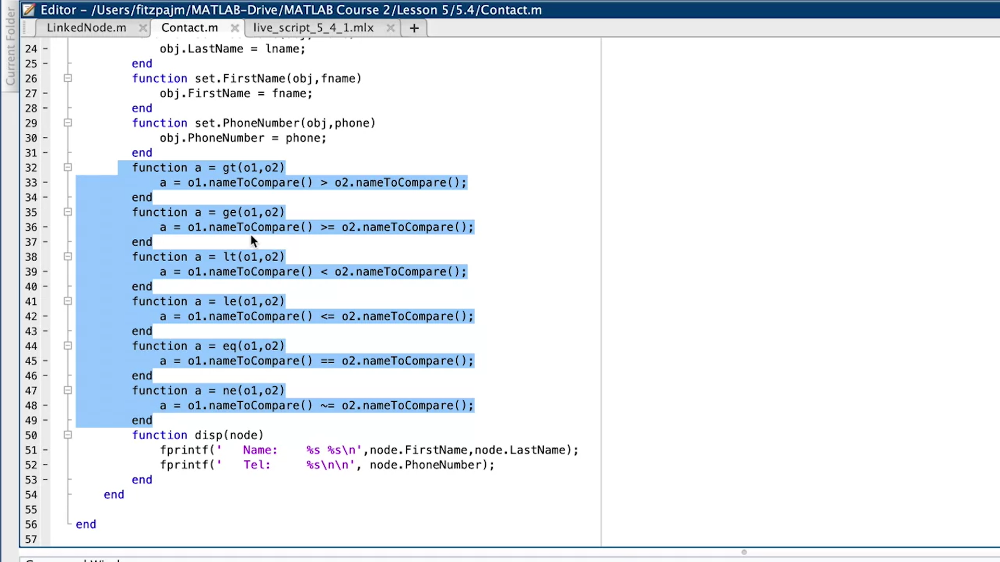 Editor - /Users/fitzpajm/MATLAB-Drive/MATLAB Course 2/Lesson 5/5.4/Contact.m
Current Folder
LinkedNode.m
Contact.m
live_script_5_4_1.mlx
+
24 - obj.LastName = lname;
25 - end
26 - function set.FirstName(obj,fname)
27 - obj.FirstName = fname;
28 - end
29 - function set.PhoneNumber(obj,phone)
30 - obj.PhoneNumber = phone;
31 - end
32 - function a = gt(o1,o2)
33 - a = o1.nameToCompare() > o2.nameToCompare();
34 - end
35 - function a = ge(o1,o2)
36 - a = o1.nameToCompare() >= o2.nameToCompare();
37 - end
38 - function a = lt(o1,o2)
39 - a = o1.nameToCompare() < o2.nameToCompare();
40 - end
41 - function a = le(o1,o2)
42 - a = o1.nameToCompare() <= o2.nameToCompare();
43 - end
44 - function a = eq(o1,o2)
45 - a = o1.nameToCompare() == o2.nameToCompare();
46 - end
47 - function a = ne(o1,o2)
48 - a = o1.nameToCompare() ~= o2.nameToCompare();
49 - end
50 - function disp(node)
51 - fprintf('   Name:    %s %s\n',node.FirstName,node.LastName);
52 - fprintf('   Tel:     %s\n\n', node.PhoneNumber);
53 - end
54 - end
55
56 - end
57